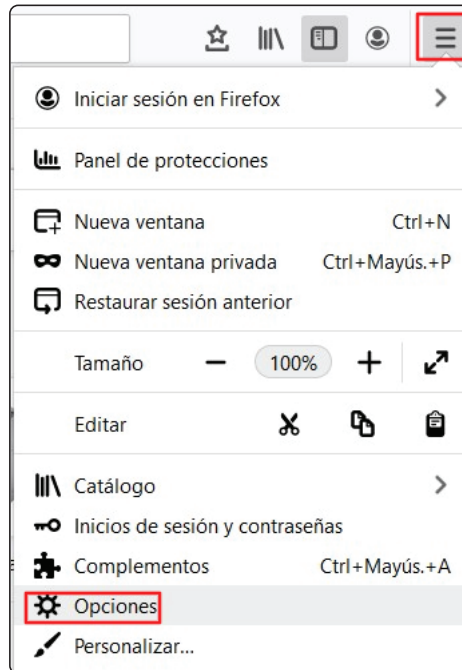 Iniciar sesión en Firefox
Panel de protecciones
Nueva ventana Ctrl+N
Nueva ventana privada Ctrl+Mayús.+P
Restaurar sesión anterior
Tamaño 100%
Editar
Catálogo
Inicios de sesión y contraseñas
Complementos Ctrl+Mayús.+A
Opciones
Personalizar...